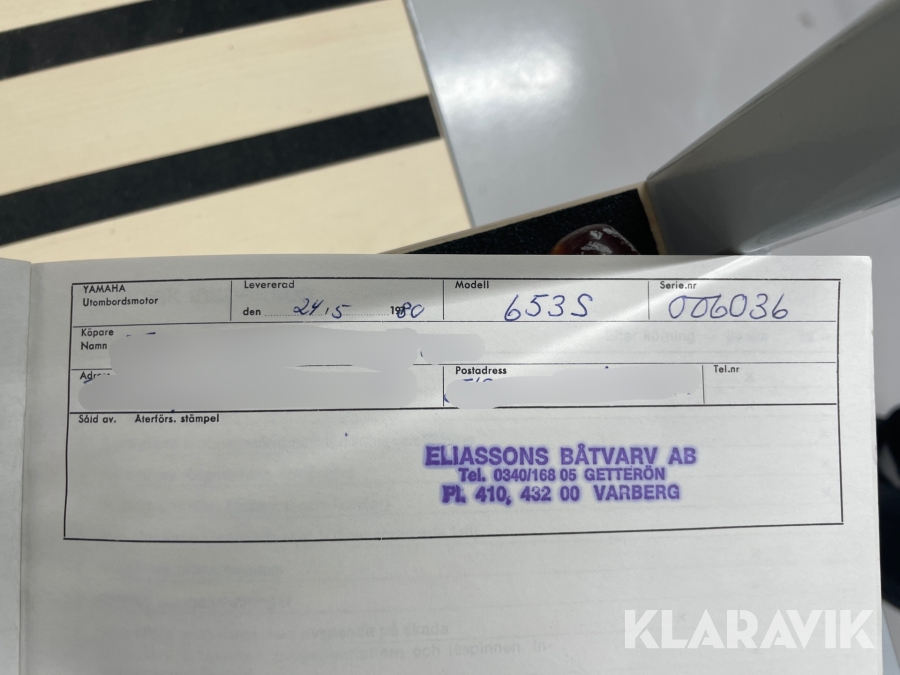 YAMAHA
Utombordsmotor
Levererad
den 24.5 1980
Modell
653S
Serie.nr
006036
Köpare
Namn
Postadress
Tel.nr
Såld av. Återförs. stämpel
ELIASSONS BÅTVARV AB
Tel. 0340/168 05 GETTERÖN
Pl. 410, 432 00 VARBERG
KLARAVIK